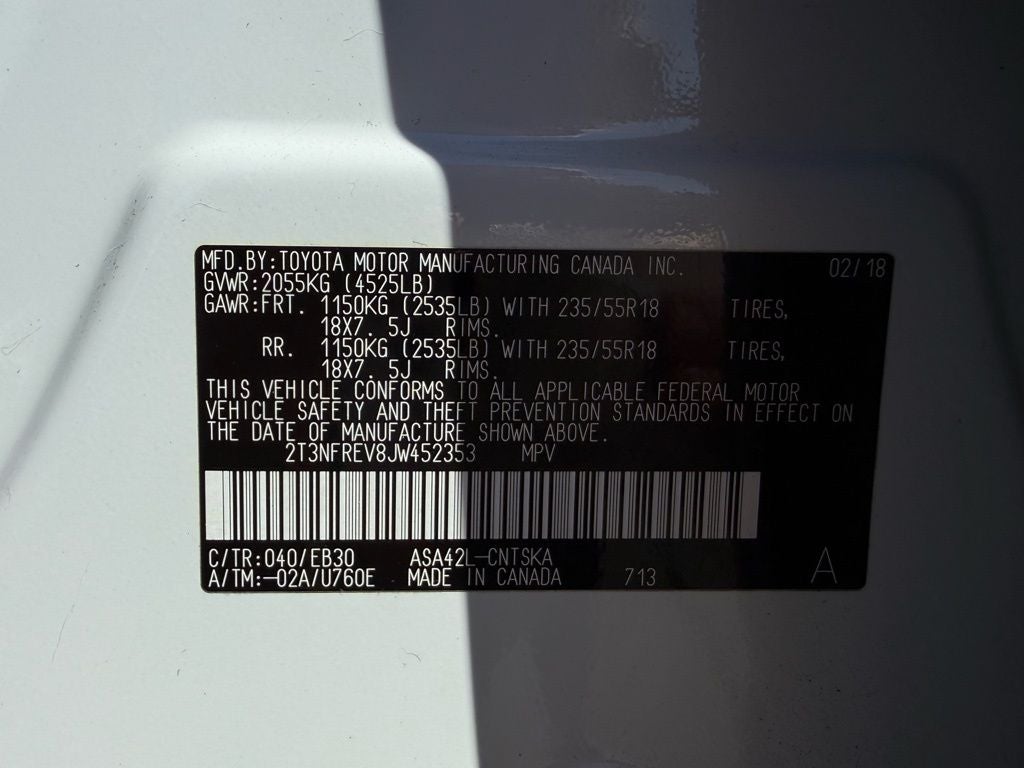 MFD.BY:TOYOTA MOTOR MANUFACTURING CANADA INC. 02/18
GVWR:2055KG (4525LB)
GAWR:FRT. 1150KG (2535LB) WITH 235/55R18 TIRES,
18X7. 5J RIMS.
RR. 1150KG (2535LB) WITH 235/55R18 TIRES,
18X7. 5J RIMS.
THIS VEHICLE CONFORMS TO ALL APPLICABLE FEDERAL MOTOR
VEHICLE SAFETY AND THEFT PREVENTION STANDARDS IN EFFECT ON
THE DATE OF MANUFACTURE SHOWN ABOVE.
2T3NFREV8JW452353 MPV
C/TR:040/EB30 ASA42L-CNTSKA
A/TM:-02A/U760E MADE IN CANADA 713 A